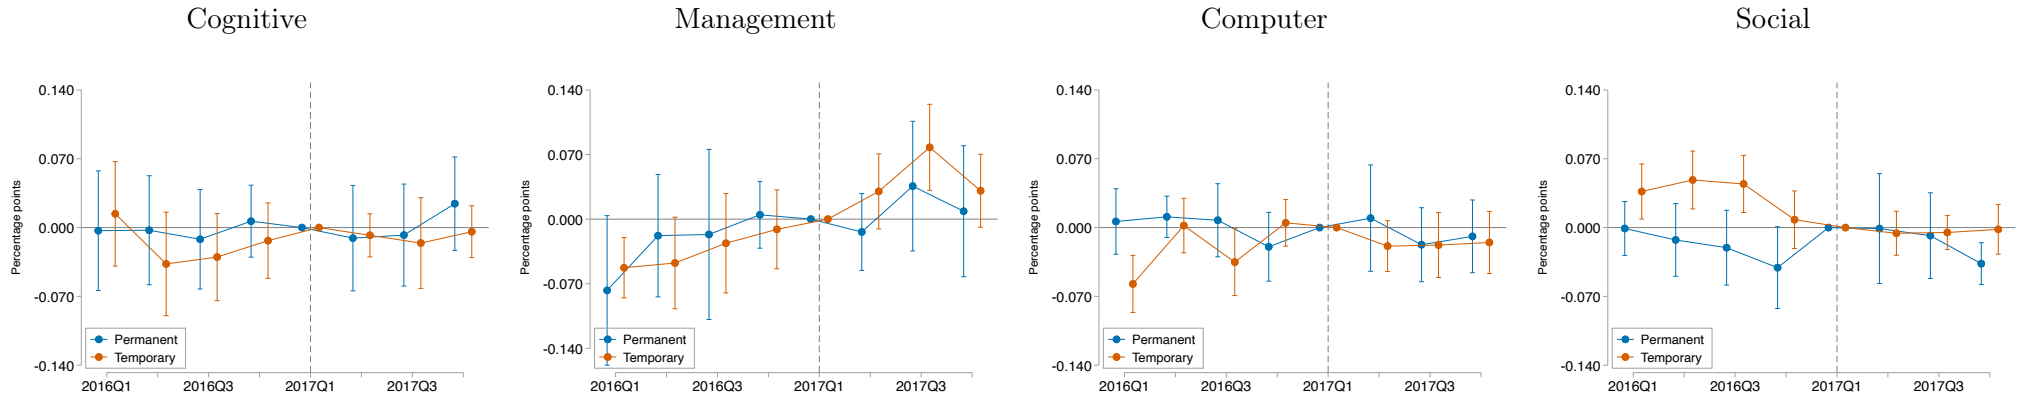 Cognitive
Management
Computer
Social
Percentage points
0.140
0.070
0.000
-0.070
-0.140
Permanent
Temporary
2016Q1 2016Q3 2017Q1 2017Q3
Percentage points
0.140
0.070
0.000
-0.070
-0.140
Permanent
Temporary
2016Q1 2016Q3 2017Q1 2017Q3
Percentage points
0.140
0.070
0.000
-0.070
-0.140
Permanent
Temporary
2016Q1 2016Q3 2017Q1 2017Q3
Percentage points
0.140
0.070
0.000
-0.070
-0.140
Permanent
Temporary
2016Q1 2016Q3 2017Q1 2017Q3